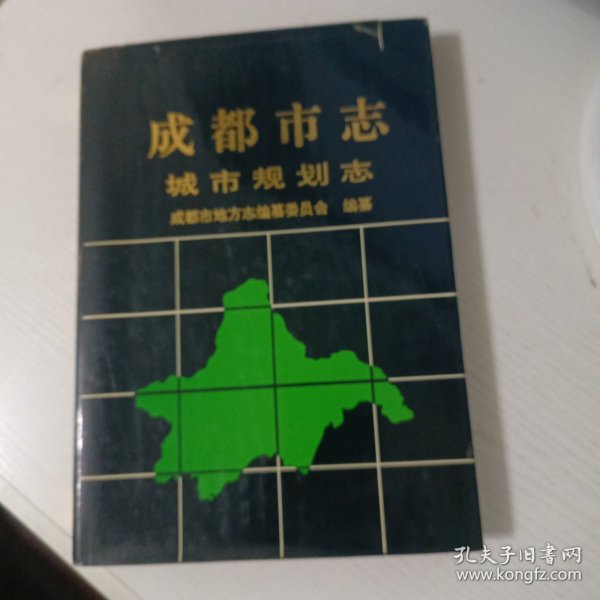 成都市志
城市规划志
成都市地方志编纂委员会 编纂
孔夫子旧书网
www.kongfz.com